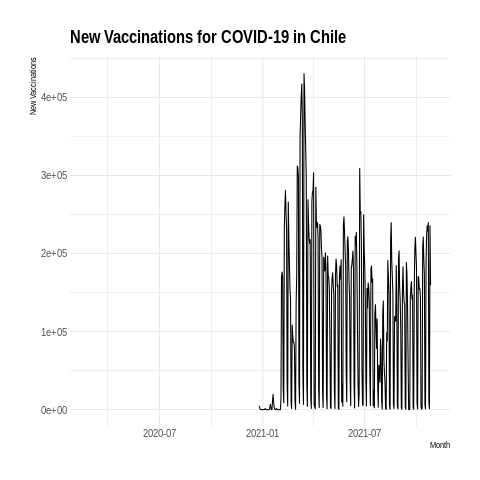 New Vaccinations for COVID-19 in Chile
New Vaccinations
4e+05
3e+05
2e+05
1e+05
0e+00
2020-07
2021-01
2021-07
Month